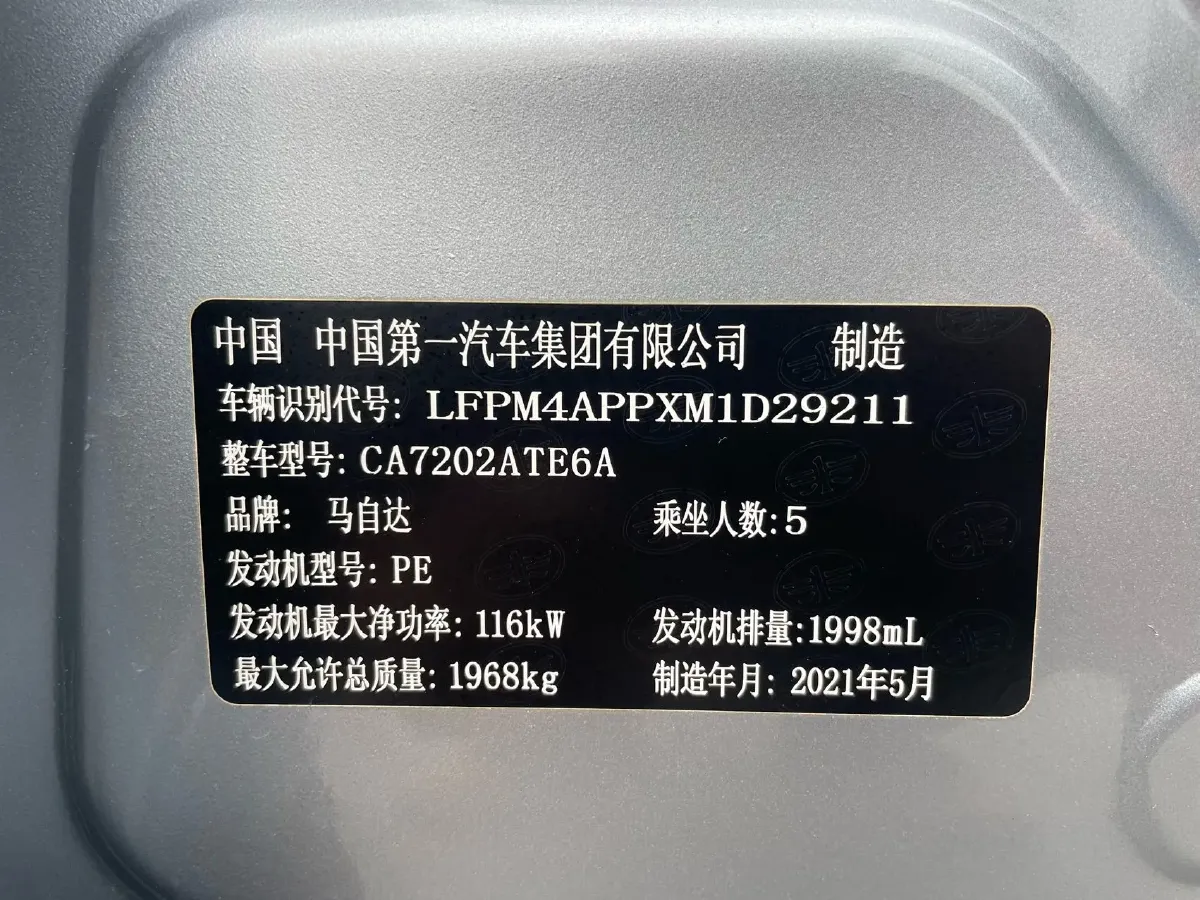 中国 中国第一汽车集团有限公司 制造
车辆识别代号: LFPM4APPXM1D29211
整车型号: CA7202ATE6A
品牌: 马自达 乘坐人数:5
发动机型号: PE
发动机最大净功率: 116kW 发动机排量:1998mL
最大允许总质量: 1968kg 制造年月: 2021年5月